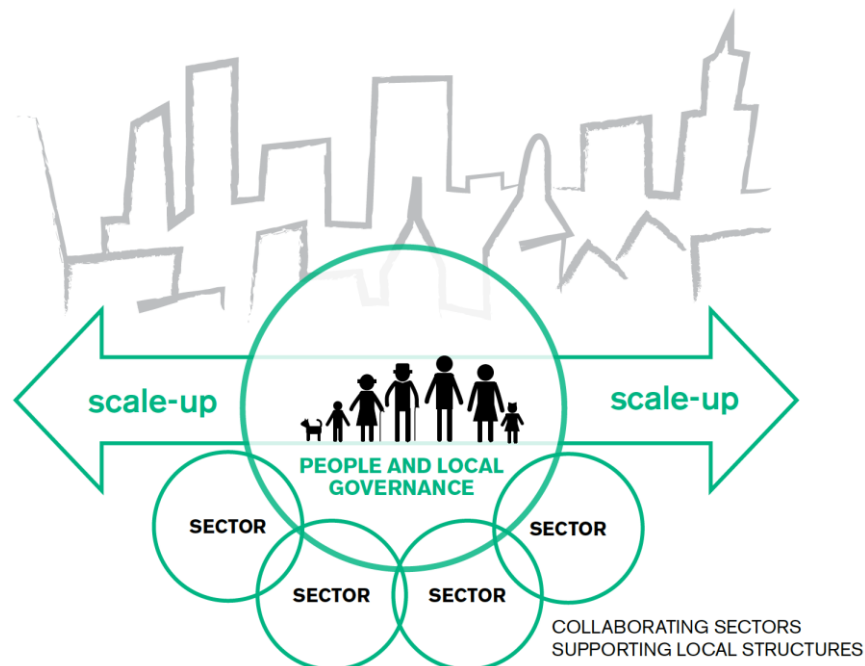 scale-up
scale-up
PEOPLE AND LOCAL
GOVERNANCE
SECTOR
SECTOR
SECTOR
SECTOR
COLLABORATING SECTORS
SUPPORTING LOCAL STRUCTURES